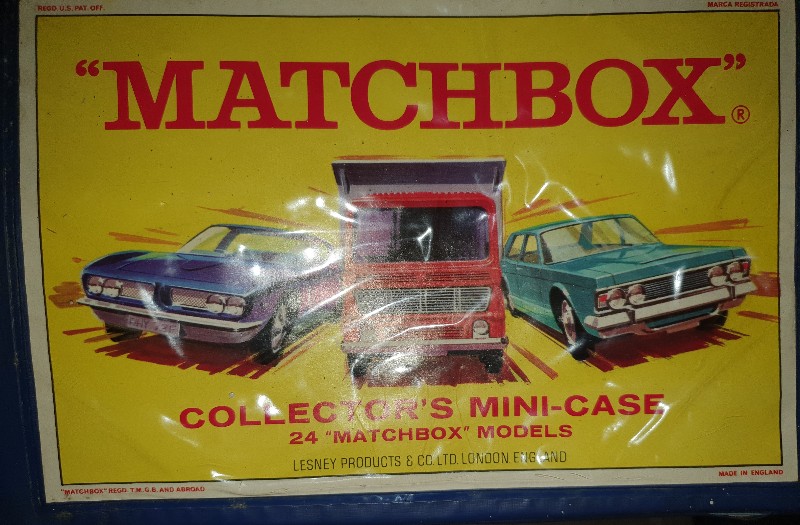 REGD. U.S. PAT. OFF.
MARCA REGISTRADA
"MATCHBOX"®
COLLECTOR'S MINI-CASE
24 "MATCHBOX" MODELS
LESNEY PRODUCTS & CO. LTD. LONDON ENGLAND
MADE IN ENGLAND
"MATCHBOX" REGD. T.M. G.B. AND ABROAD